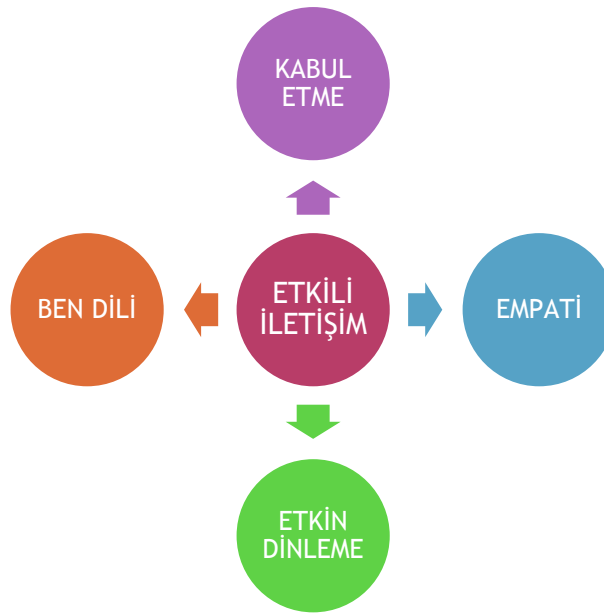 KABUL
ETME
BEN DİLİ
ETKİLİ
İLETİŞİM
EMPATİ
ETKİN
DİNLEME